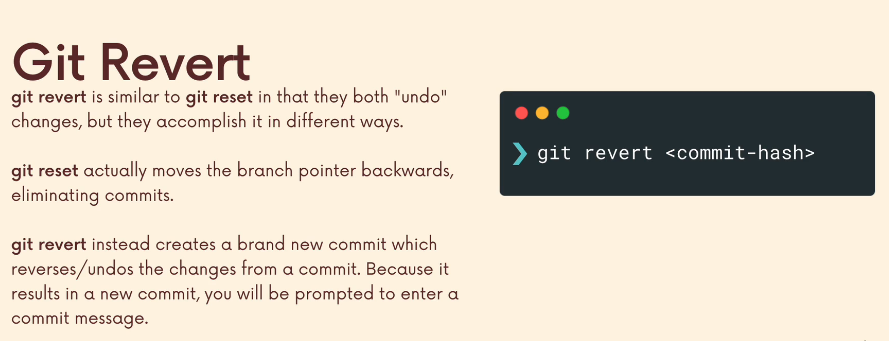 Git Revert
git revert is similar to git reset in that they both "undo"
changes, but they accomplish it in different ways.
git reset actually moves the branch pointer backwards,
eliminating commits.
git revert instead creates a brand new commit which
reverses/undos the changes from a commit. Because it
results in a new commit, you will be prompted to enter a
commit message.
❯ git revert <commit-hash>